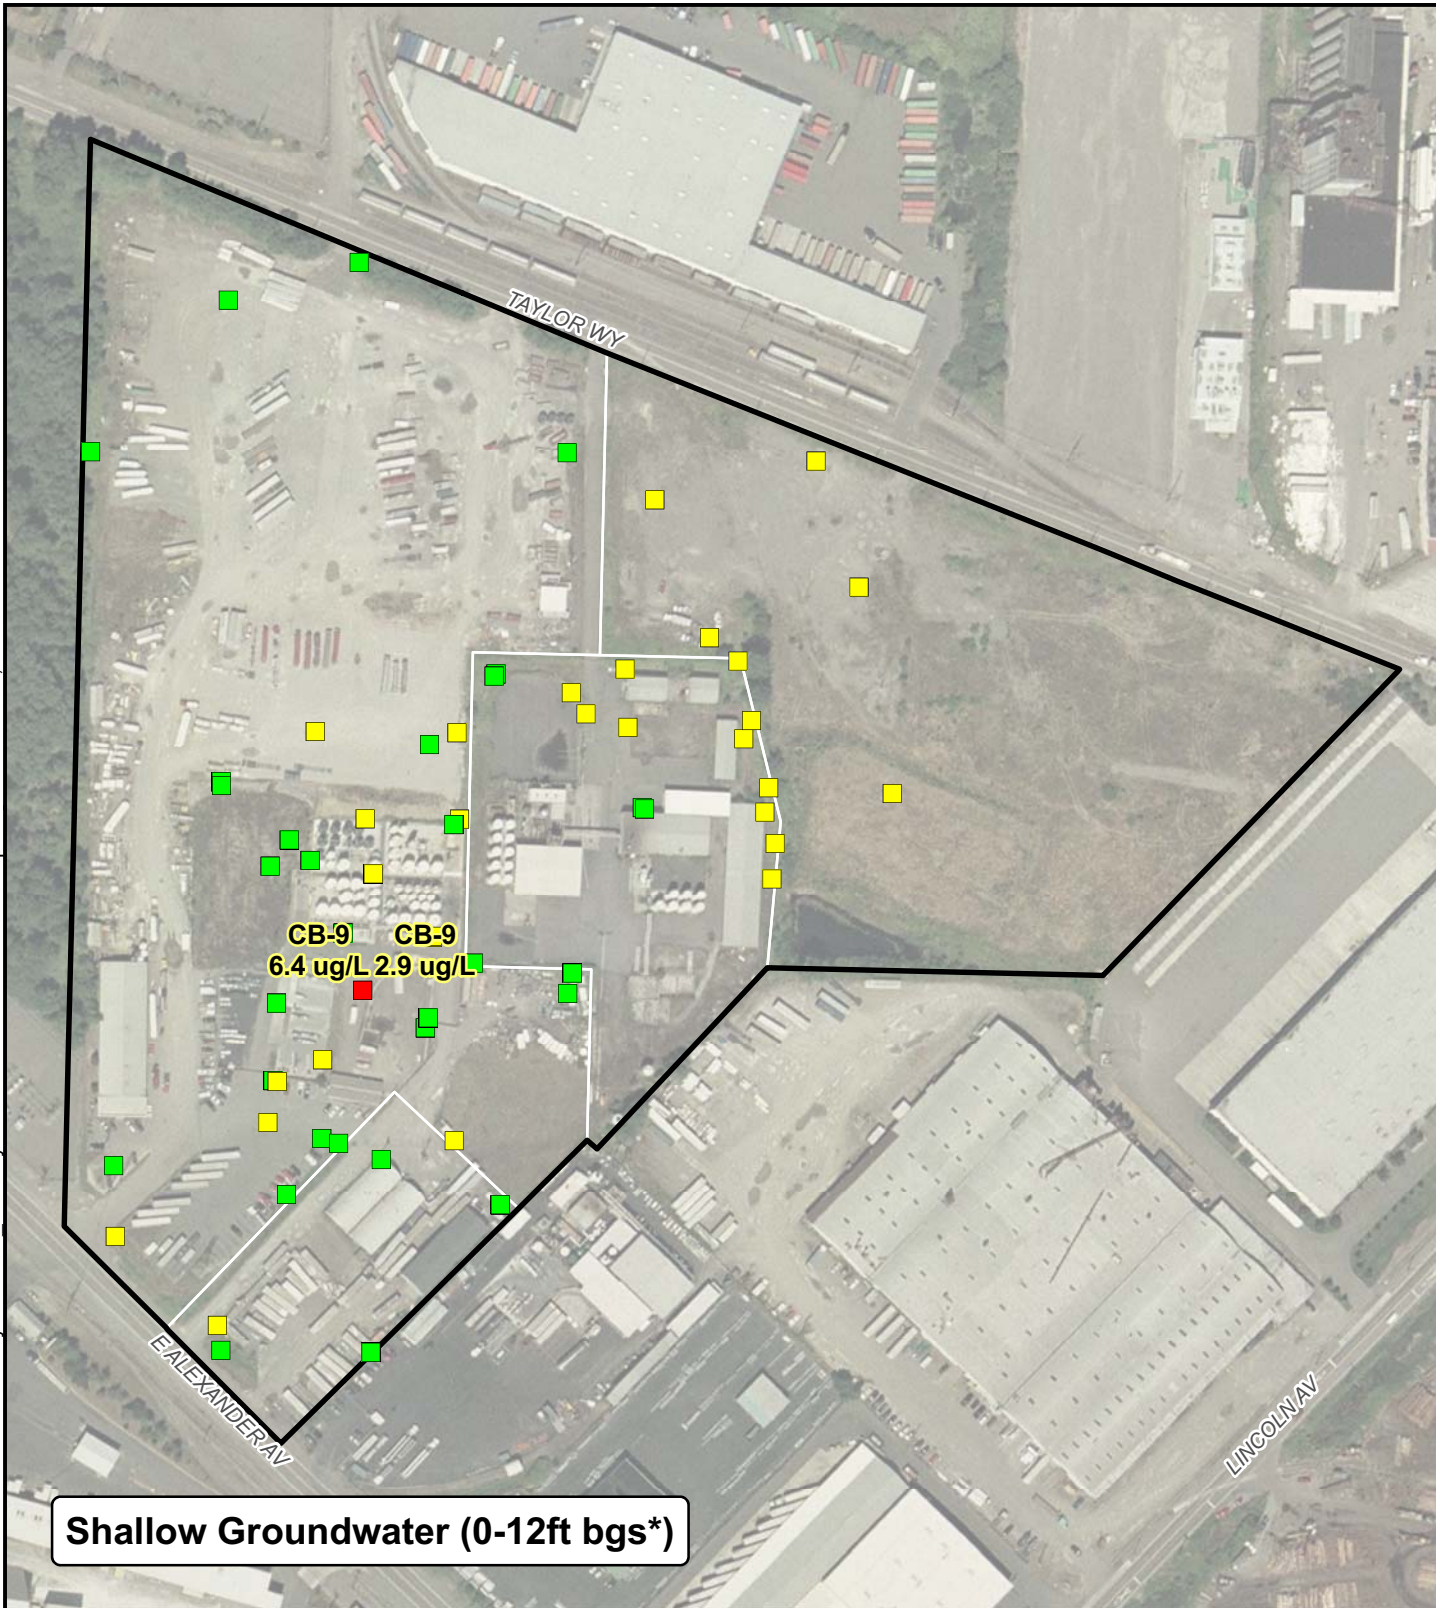 TAYLOR WY
CB-9
6.4 ug/L
CB-9
2.9 ug/L
E ALEXANDER AV
LINCOLN AV
Shallow Groundwater (0-12ft bgs*)